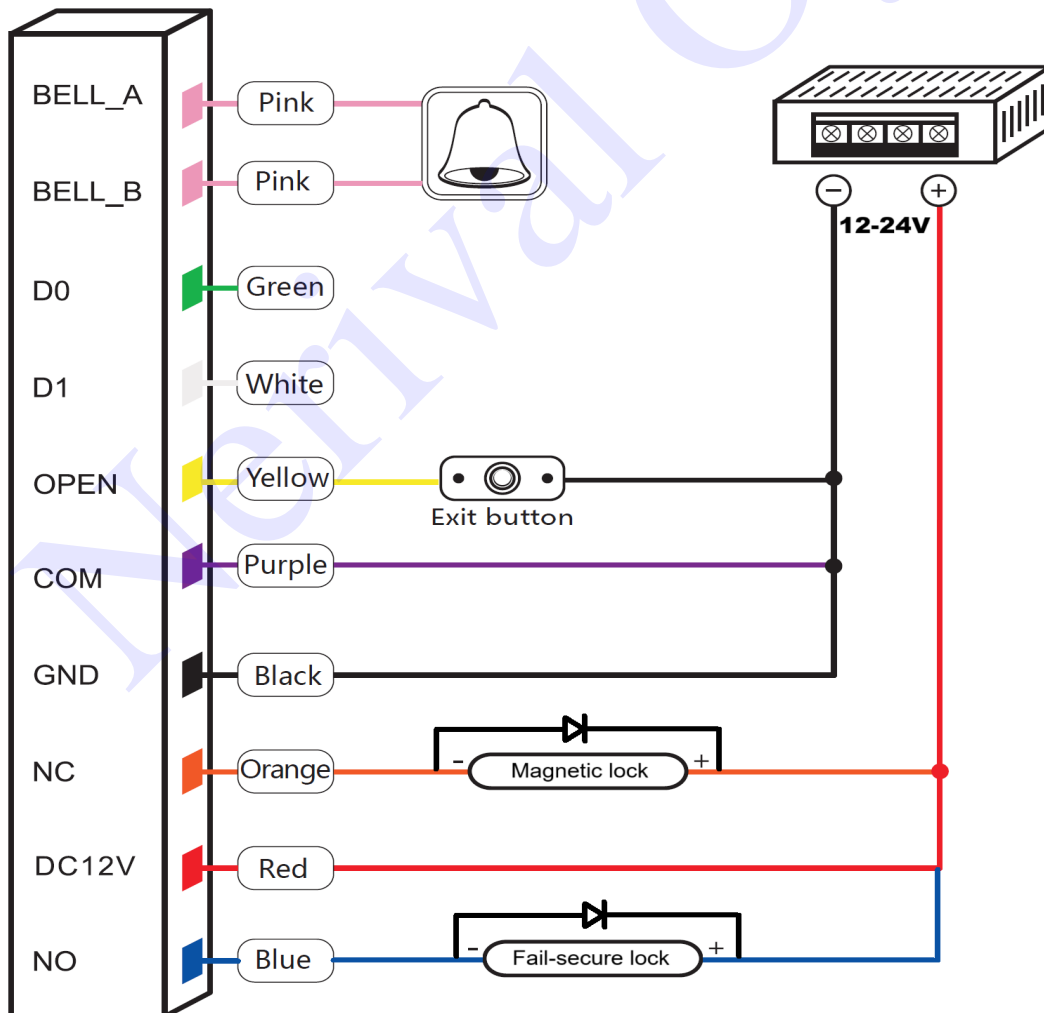 BELL_A
Pink
BELL_B
Pink
− +
12-24V
D0
Green
D1
White
OPEN
Yellow
Exit button
COM
Purple
GND
Black
NC
Orange
- Magnetic lock +
DC12V
Red
NO
Blue
- Fail-secure lock +
Nerival